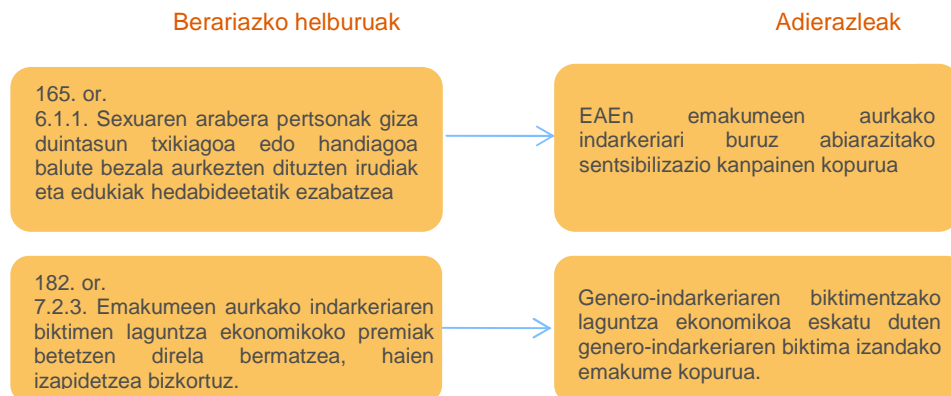 Berariazko helburuak
Adierazleak
165. or.
6.1.1. Sexuaren arabera pertsonak giza
duintasun txikiagoa edo handiagoa
balute bezala aurkezten dituzten irudiak
eta edukiak hedabideetatik ezabatzea
EAEn emakumeen aurkako
indarkeriari buruz abiarazitako
sentsibilizazio kanpainen kopurua
182. or.
7.2.3. Emakumeen aurkako indarkeriaren
biktimen laguntza ekonomikoko premiak
betetzen direla bermatzea, haien
izapidetzea bizkortuz.
Genero-indarkeriaren biktimentzako
laguntza ekonomikoa eskatu duten
genero-indarkeriaren biktima izandako
emakume kopurua.